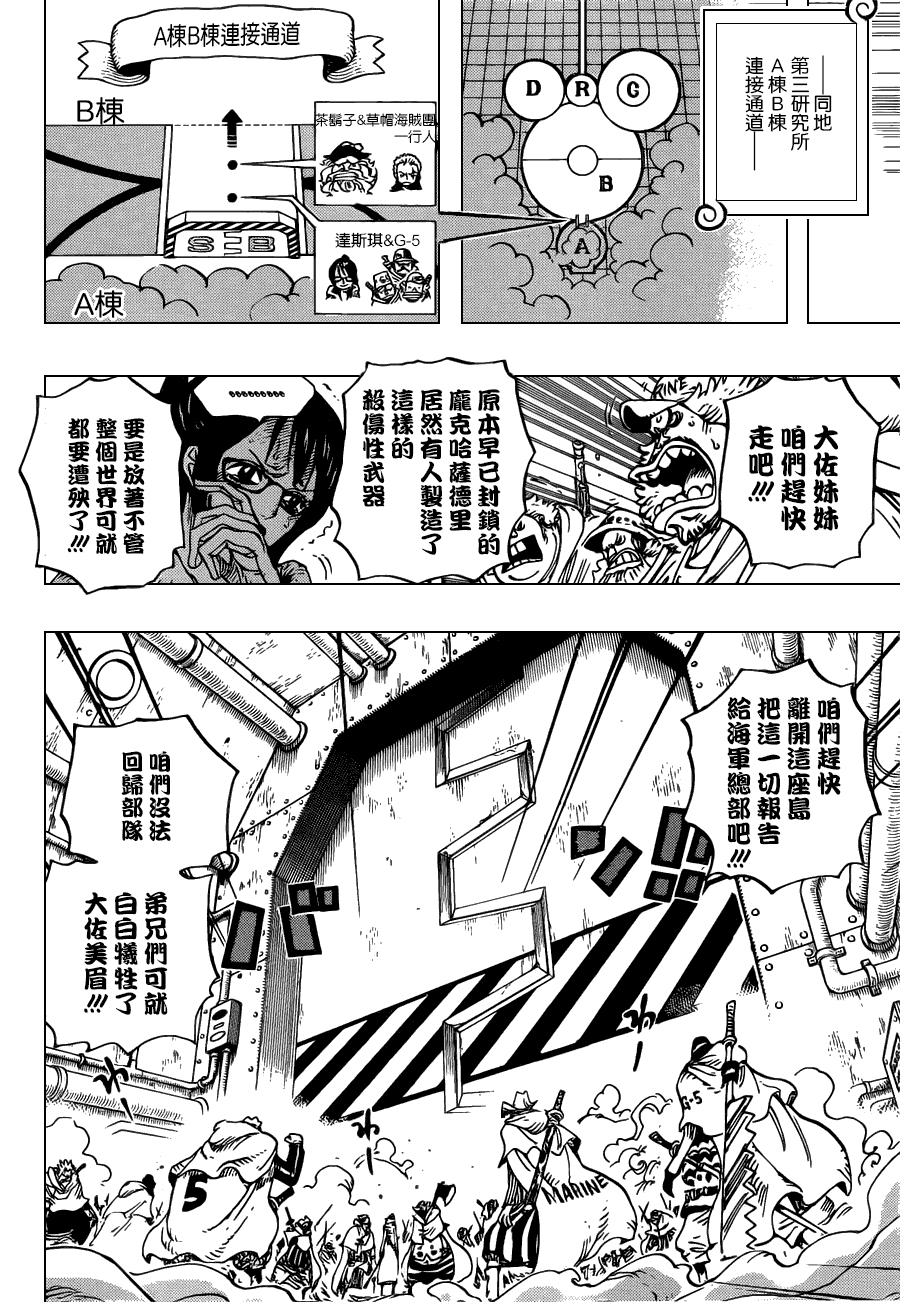 ——同地
第三研究所
A棟B棟
連接通道——
D
R
G
B
A
A棟B棟連接通道
B棟
茶鬍子&草帽海賊團
一行人
達斯琪&G-5
A棟
大佐妹妹
咱們趕快
走吧!!!
原本早已封鎖的
龐克哈薩德里
居然有人製造了
這樣的
殺傷性武器
…………
要是放著不管
整個世界可就
都要遭殃了!!!
咱們趕快
離開這座島
把這一切報告
給海軍總部吧!!!
咱們沒法
回歸部隊
弟兄們可就
白白犧牲了
大佐美眉!!!
わ
わ
G-5
5
MARINE